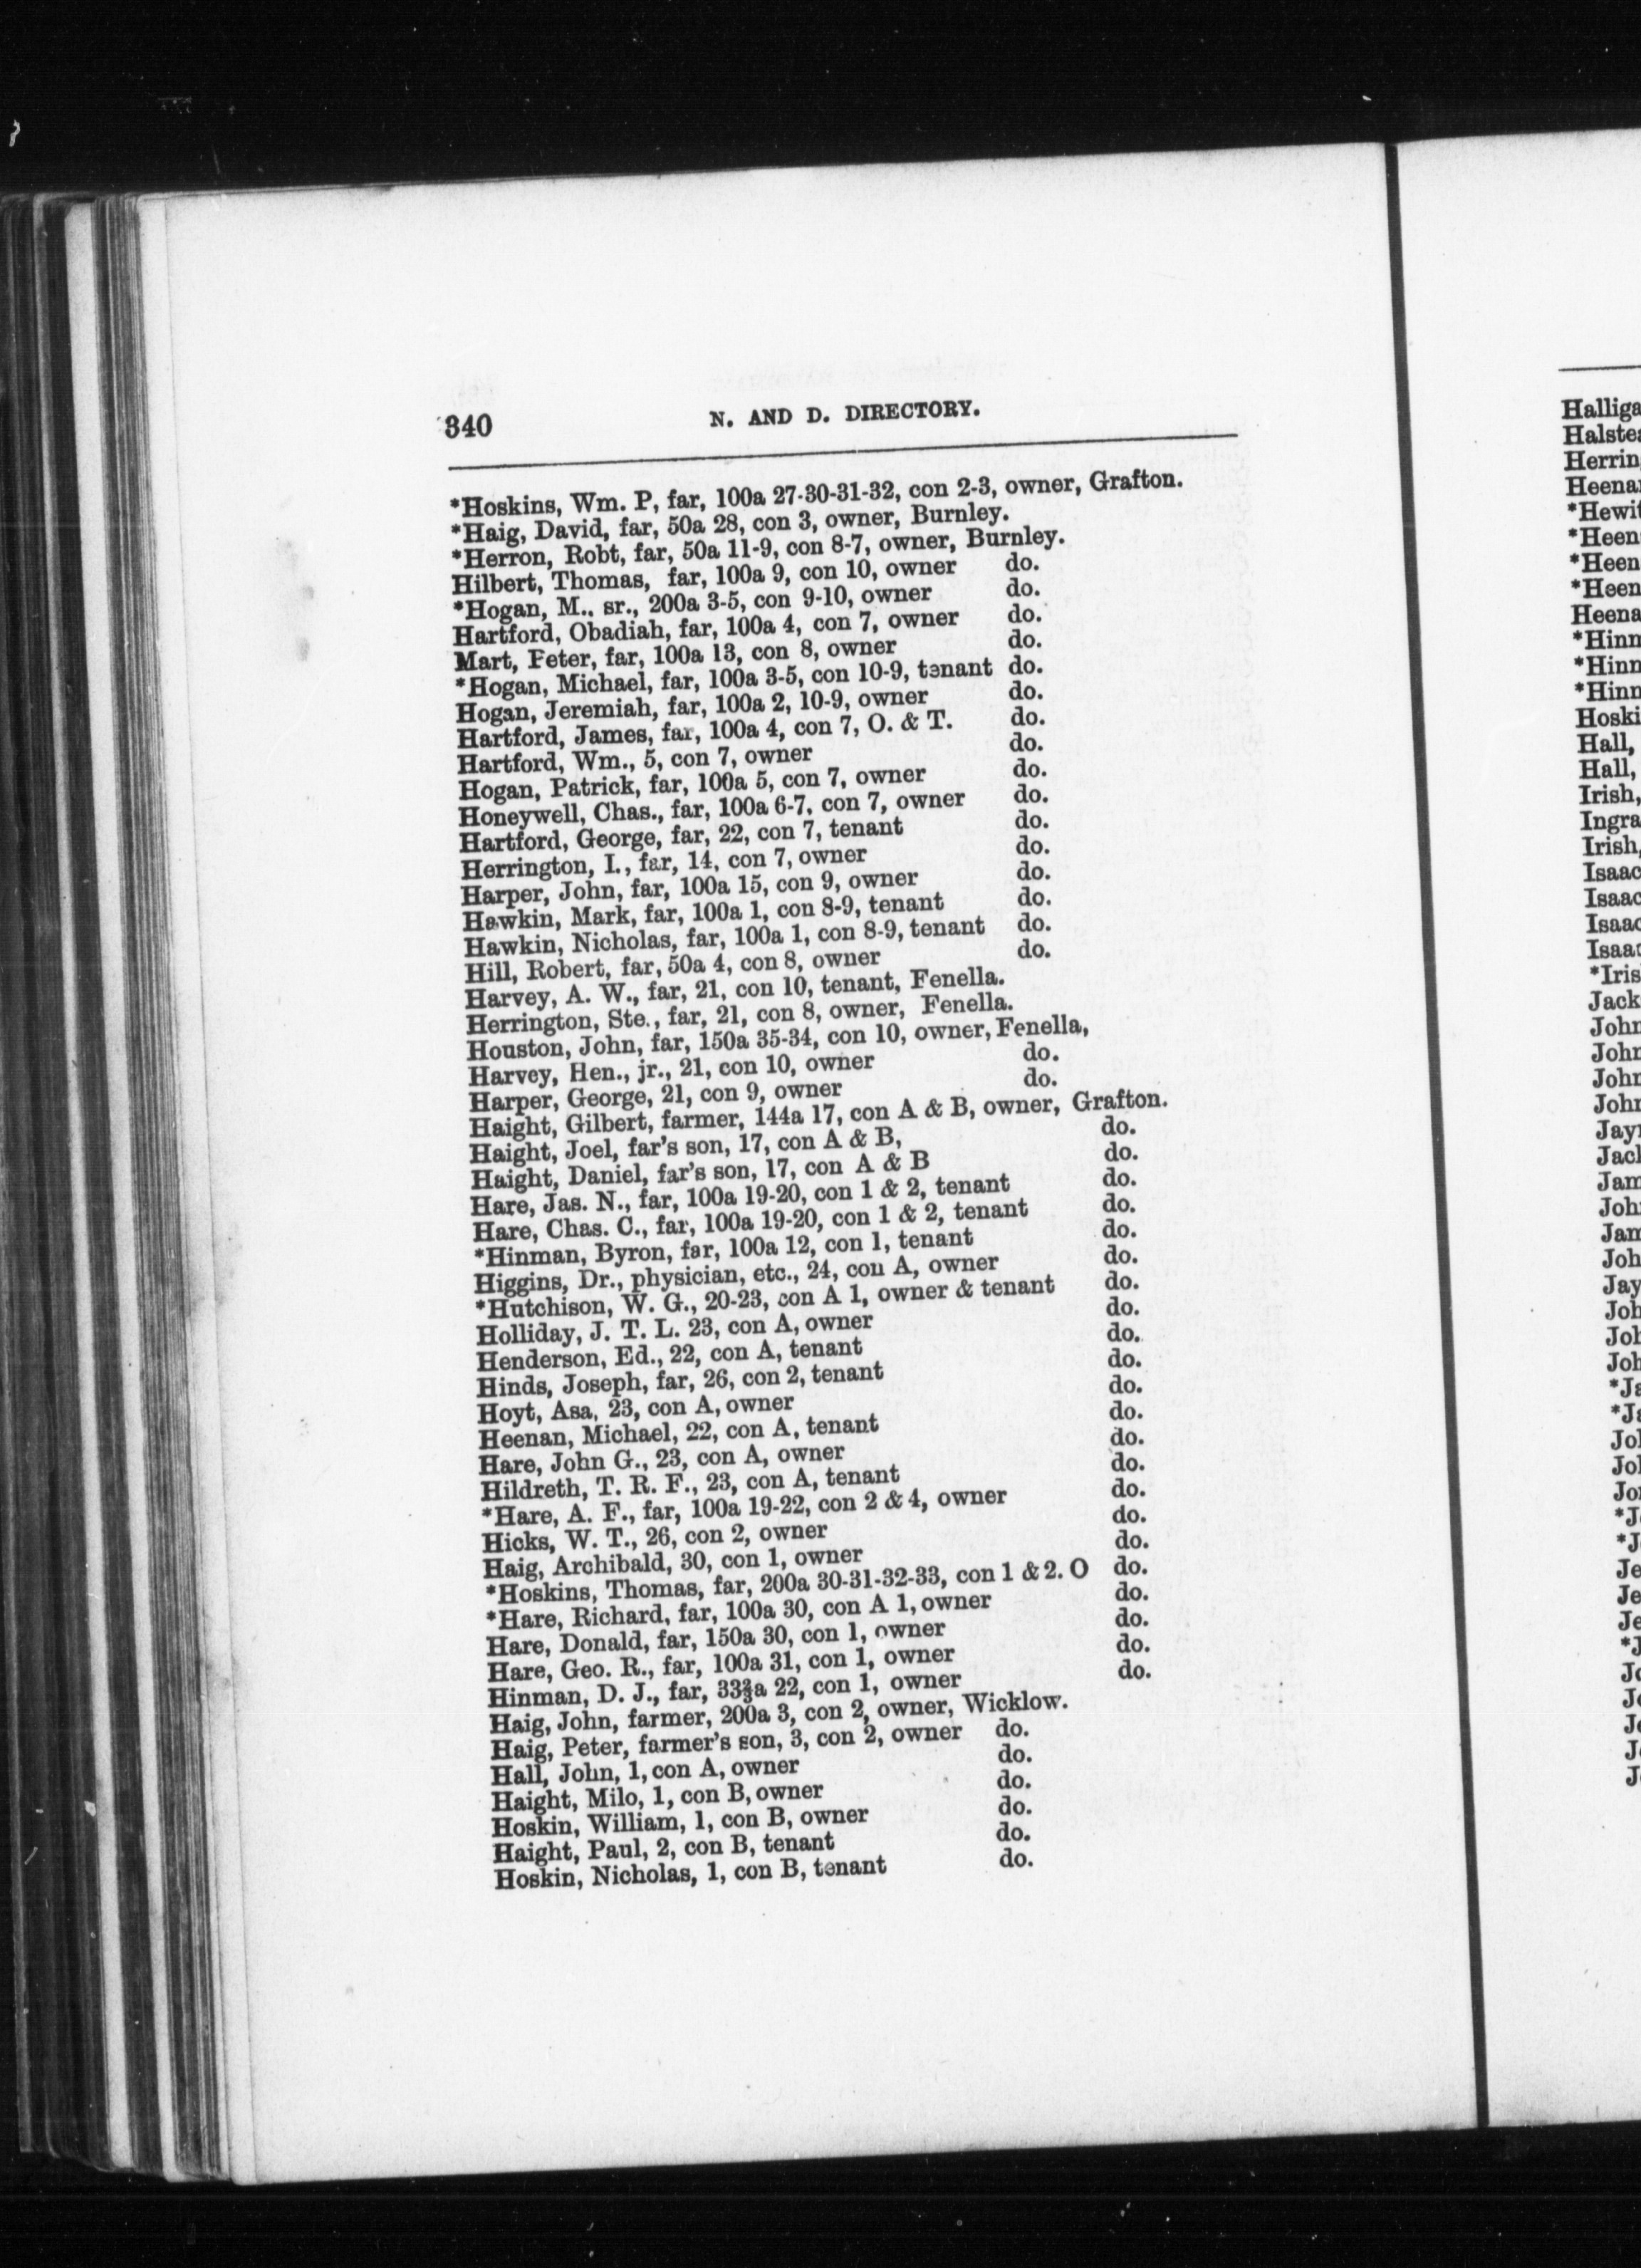 340 N. AND D. DIRECTORY.
*Hoskins, Wm. P, far, 100a 27-30-31-32, con 2-3, owner, Grafton.
*Haig, David, far, 50a 28, con 3, owner, Burnley.
*Herron, Robt, far, 50a 11-9, con 8-7, owner, Burnley.
Hilbert, Thomas, far, 100a 9, con 10, owner do.
*Hogan, M.. sr., 200a 3-5, con 9-10, owner do.
Hartford, Obadiah, far, 100a 4, con 7, owner do.
Mart, Peter, far, 100a 13, con 8, owner do.
*Hogan, Michael, far, 100a 3-5, con 10-9, tenant do.
Hogan, Jeremiah, far, 100a 2, 10-9, owner do.
Hartford, James, far, 100a 4, con 7, O. & T. do.
Hartford, Wm., 5, con 7, owner do.
Hogan, Patrick, far, 100a 5, con 7, owner do.
Honeywell, Chas., far, 100a 6-7, con 7, owner do.
Hartford, George, far, 22, con 7, tenant do.
Herrington, I., far, 14, con 7, owner do.
Harper, John, far, 100a 15, con 9, owner do.
Hawkin, Mark, far, 100a 1, con 8-9, tenant do.
Hawkin, Nicholas, far, 100a 1, con 8-9, tenant do.
Hill, Robert, far, 50a 4, con 8, owner do.
Harvey, A. W., far, 21, con 10, tenant, Fenella.
Herrington, Ste., far, 21, con 8, owner, Fenella.
Houston, John, far, 150a 35-34, con 10, owner, Fenella,
Harvey, Hen., jr., 21, con 10, owner do.
Harper, George, 21, con 9, owner do.
Haight, Gilbert, farmer, 144a 17, con A & B, owner, Grafton.
Haight, Joel, far's son, 17, con A & B, do.
Haight, Daniel, far's son, 17, con A & B do.
Hare, Jas. N., far, 100a 19-20, con 1 & 2, tenant do.
Hare, Chas. C., far, 100a 19-20, con 1 & 2, tenant do.
*Hinman, Byron, far, 100a 12, con 1, tenant do.
Higgins, Dr., physician, etc., 24, con A, owner do.
*Hutchison, W. G., 20-23, con A 1, owner & tenant do.
Holliday, J. T. L. 23, con A, owner do.
Henderson, Ed., 22, con A, tenant do.
Hinds, Joseph, far, 26, con 2, tenant do.
Hoyt, Asa, 23, con A, owner do.
Heenan, Michael, 22, con A, tenant do.
Hare, John G., 23, con A, owner do.
Hildreth, T. R. F., 23, con A, tenant do.
*Hare, A. F., far, 100a 19-22, con 2 & 4, owner do.
Hicks, W. T., 26, con 2, owner do.
Haig, Archibald, 30, con 1, owner do.
*Hoskins, Thomas, far, 200a 30-31-32-33, con 1 & 2. O do.
*Hare, Richard, far, 100a 30, con A 1, owner do.
Hare, Donald, far, 150a 30, con 1, owner do.
Hare, Geo. R., far, 100a 31, con 1, owner do.
Hinman, D. J., far, 33⅔a 22, con 1, owner do.
Haig, John, farmer, 200a 3, con 2, owner, Wicklow.
Haig, Peter, farmer's son, 3, con 2, owner do.
Hall, John, 1, con A, owner do.
Haight, Milo, 1, con B, owner do.
Hoskin, William, 1, con B, owner do.
Haight, Paul, 2, con B, tenant do.
Hoskin, Nicholas, 1, con B, tenant do.